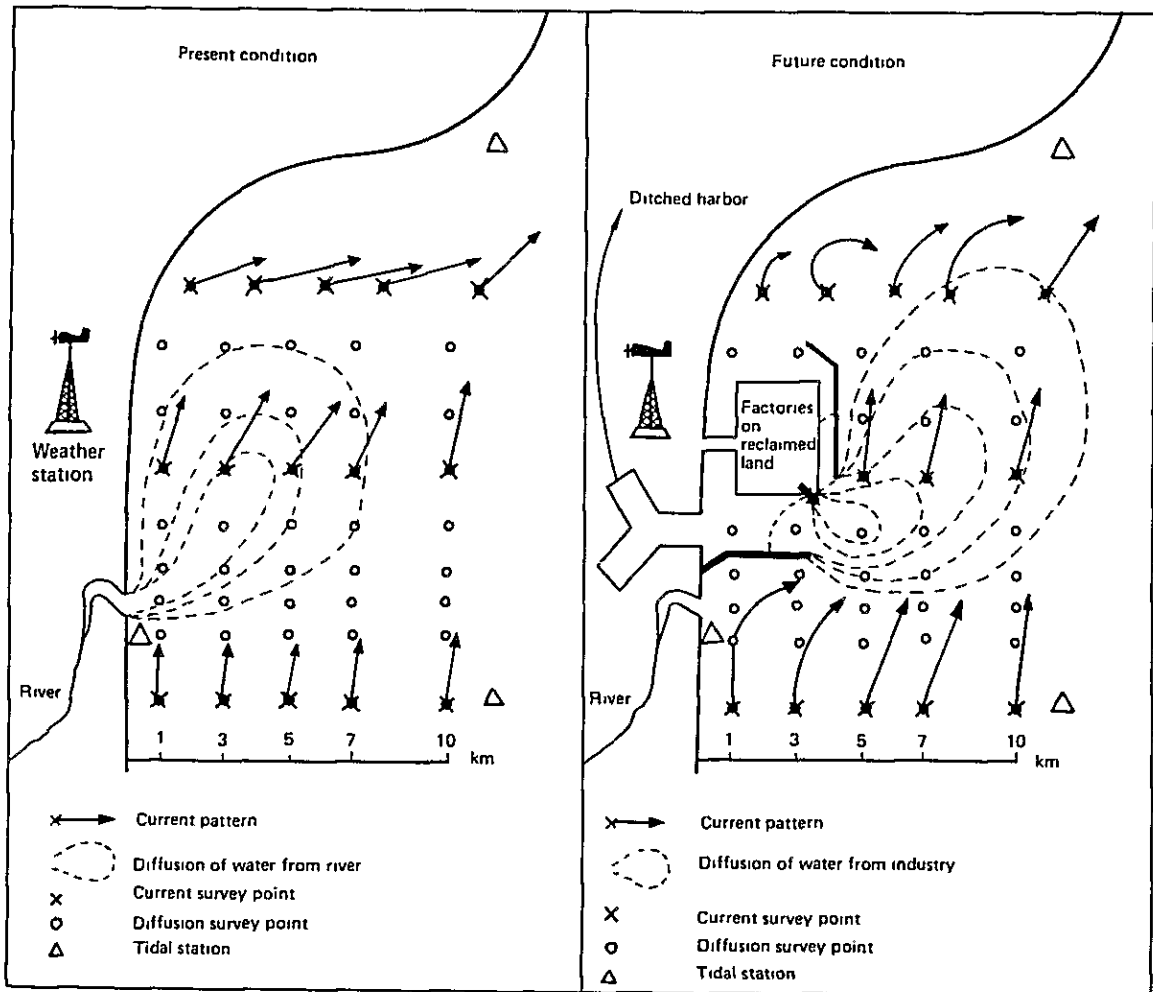 Present condition
Weather
station
River
1 3 5 7 10
km
Current pattern
Diffusion of water from river
Current survey point
Diffusion survey point
Tidal station
Future condition
Ditched harbor
Factories
on
reclaimed
land
River
1 3 5 7 10
km
Current pattern
Diffusion of water from industry
Current survey point
Diffusion survey point
Tidal station